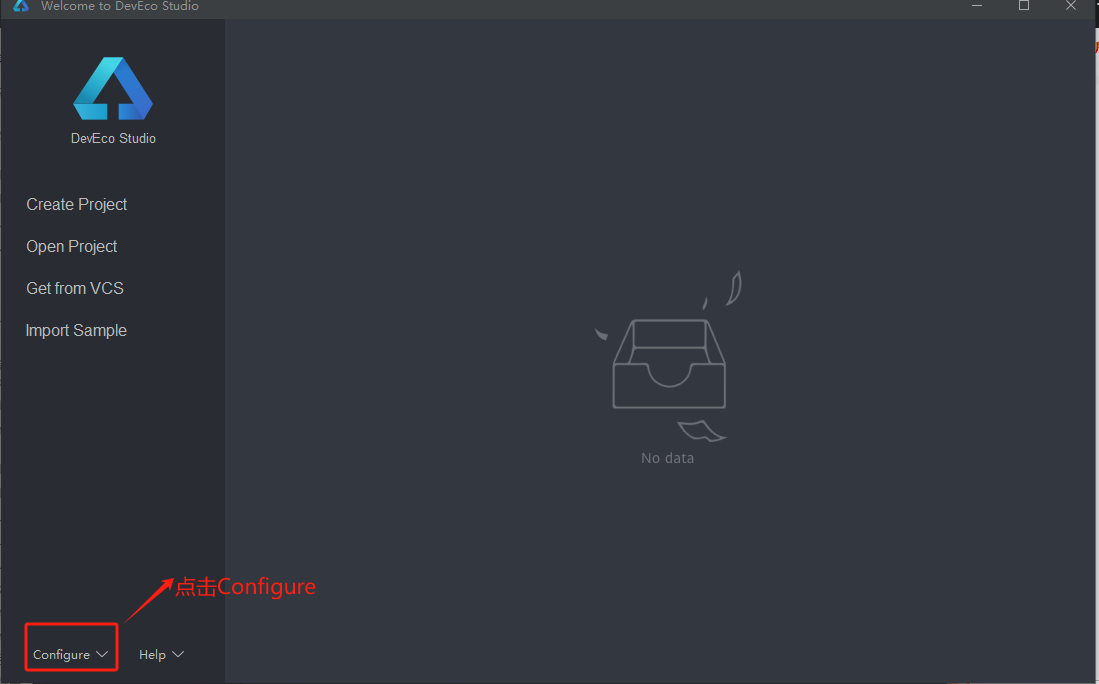 Welcome to DevEco Studio
DevEco Studio
Create Project
Open Project
Get from VCS
Import Sample
No data
点击Configure
Configure
Help